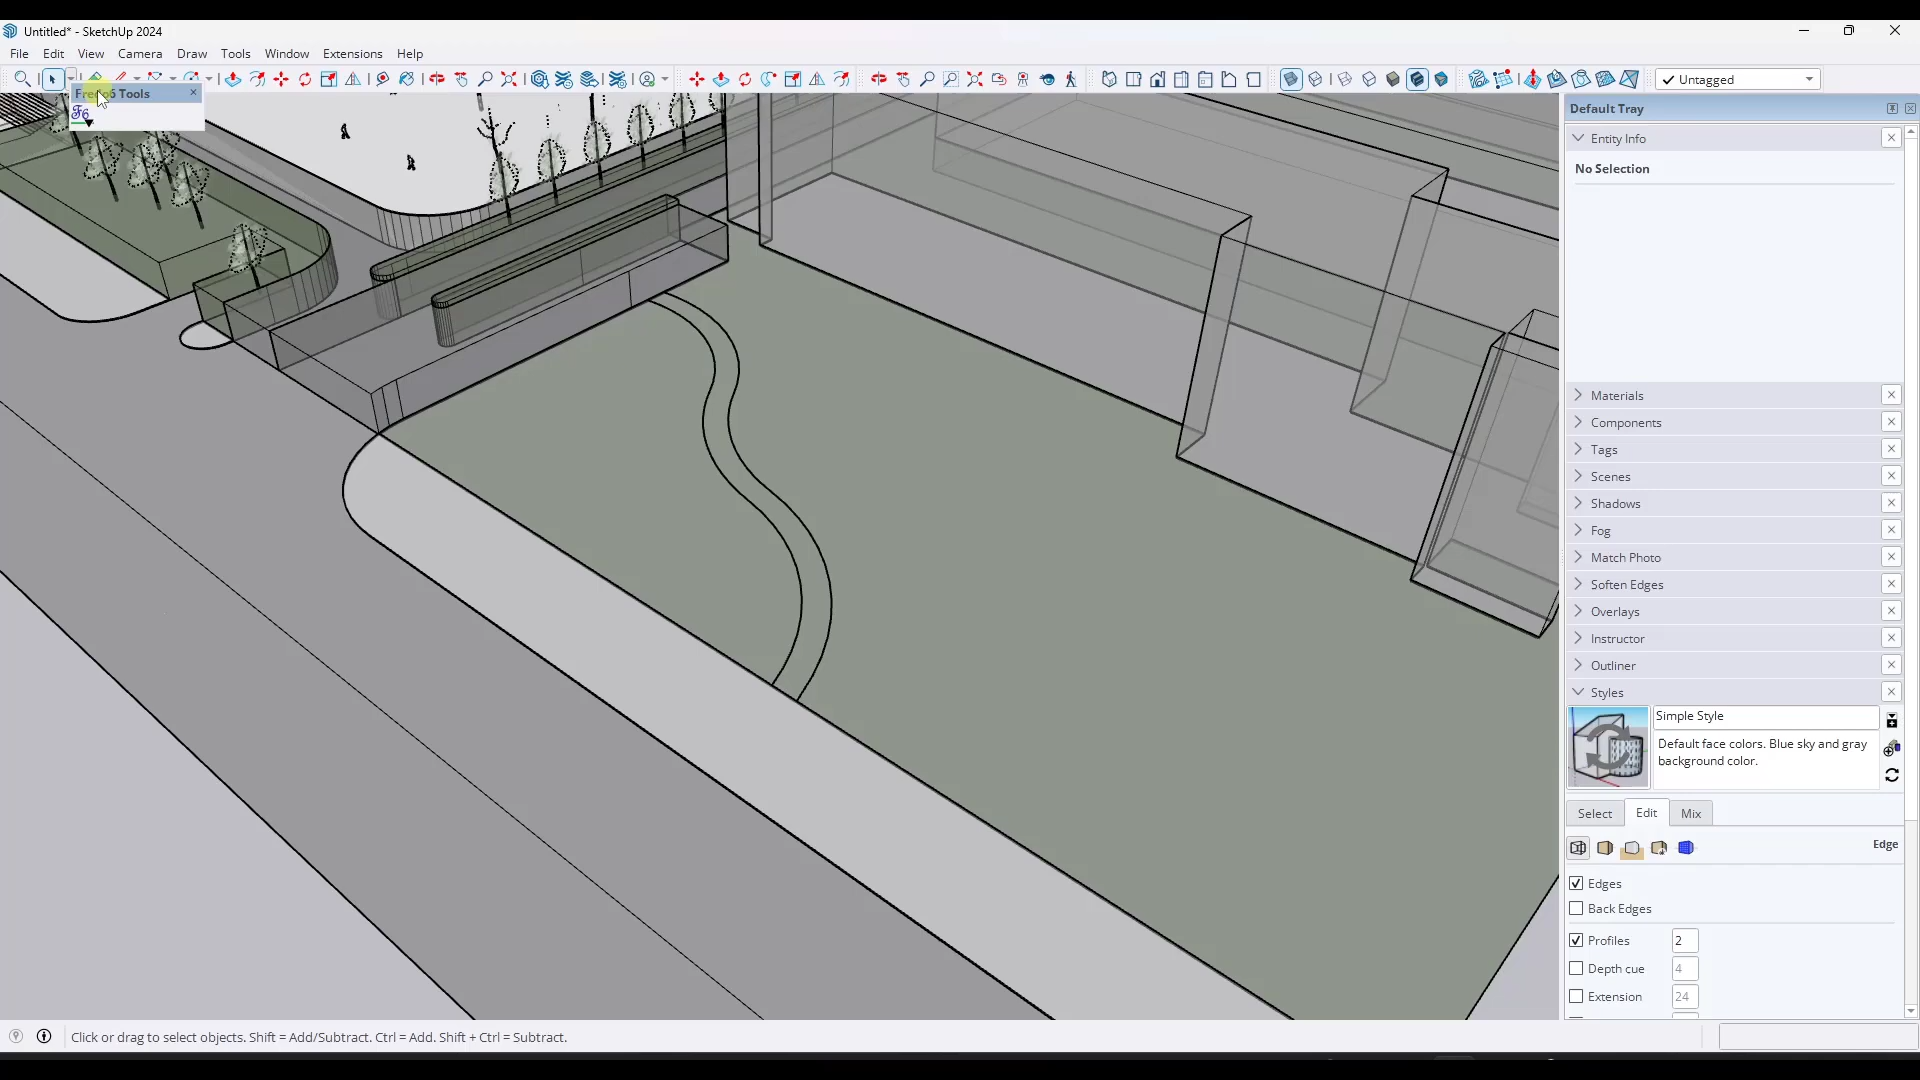 Untitled* - SketchUp 2024
File Edit View Camera Draw Tools Window Extensions Help
Untagged
Fredo6 Tools
F6
Default Tray
Entity Info
No Selection
Materials
Components
Tags
Scenes
Shadows
Fog
Match Photo
Soften Edges
Overlays
Instructor
Outliner
Styles
Simple Style
Default face colors. Blue sky and gray
background color.
Select Edit Mix
Edge
Edges
Back Edges
Profiles 2
Depth cue 4
Extension 24
Click or drag to select objects. Shift = Add/Subtract. Ctrl = Add. Shift + Ctrl = Subtract.